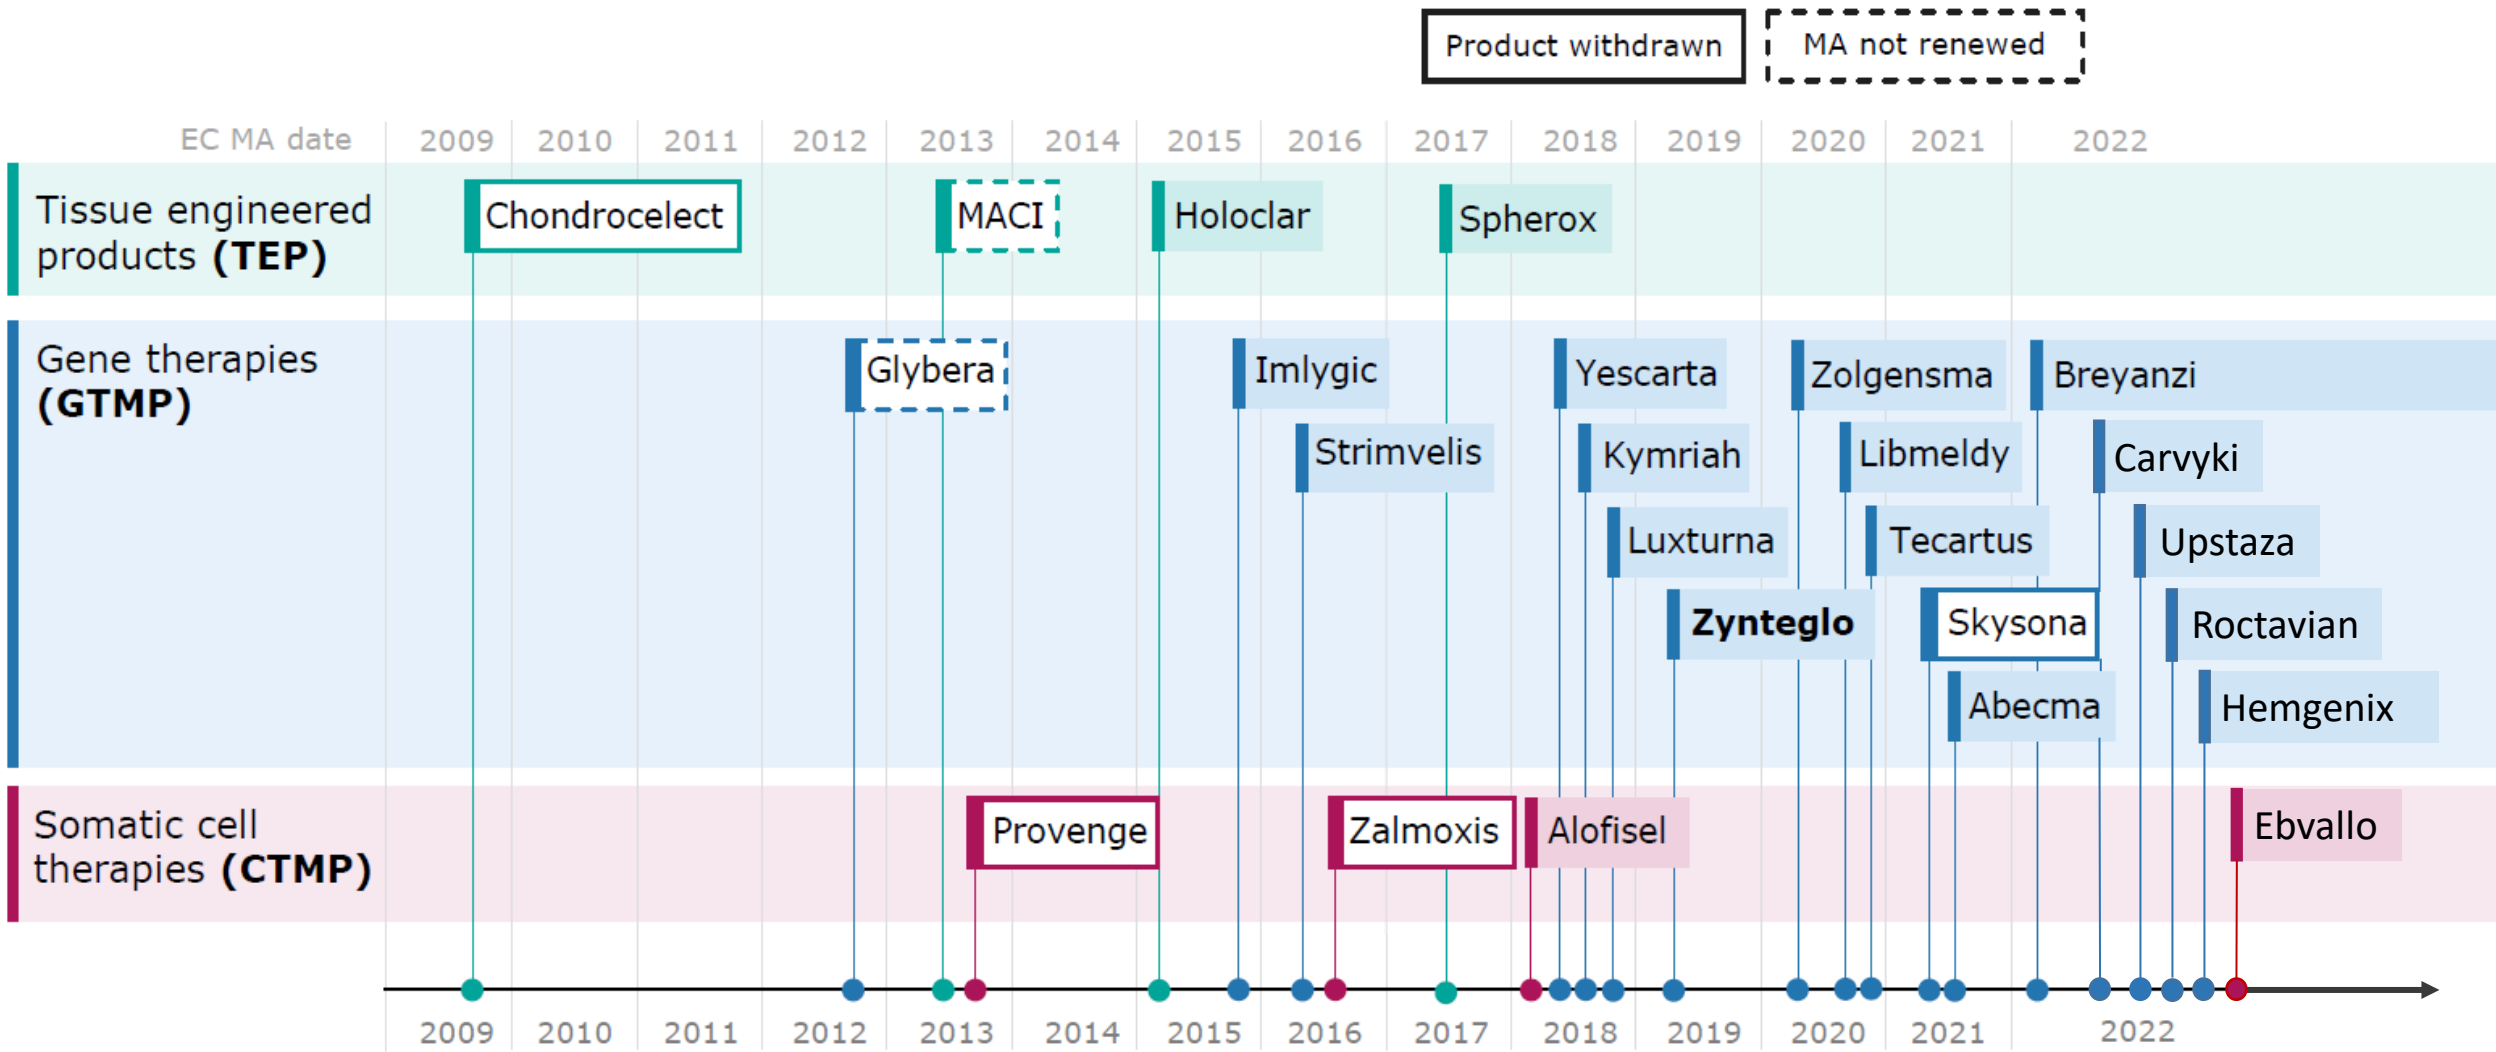 Product withdrawn
MA not renewed
EC MA date 2009 2010 2011 2012 2013 2014 2015 2016 2017 2018 2019 2020 2021 2022
Tissue engineered
products (TEP)
Chondrocelect
MACI
Holoclar
Spherox
Gene therapies
(GTMP)
Glybera
Imlygic
Yescarta
Zolgensma
Breyanzi
Strimvelis
Kymriah
Libmeldy
Carvyki
Luxturna
Tecartus
Upstaza
Zynteglo
Skysona
Roctavian
Abecma
Hemgenix
Somatic cell
therapies (CTMP)
Provenge
Zalmoxis
Alofisel
Ebvallo
2009 2010 2011 2012 2013 2014 2015 2016 2017 2018 2019 2020 2021 2022